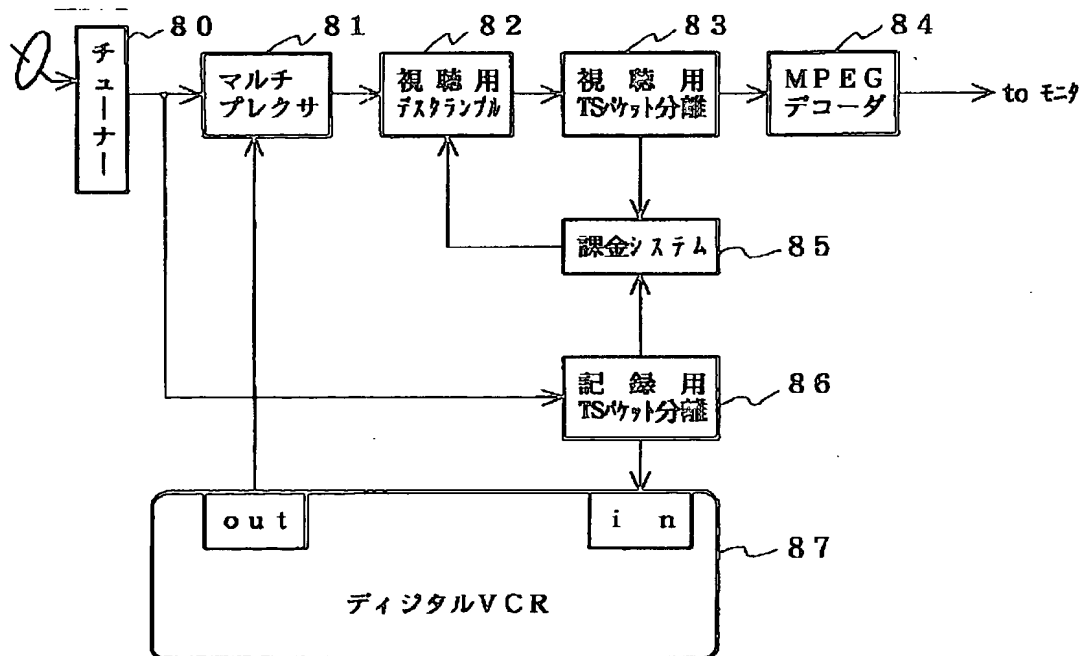 80
81
82
83
84
チューナー
マルチ
プレクサ
視聴用
デスクランブル
視聴用
TSパケット分離
MPEG
デコーダ
to モニタ
課金システム
85
記録用
TSパケット分離
86
out
in
87
ディジタルVCR